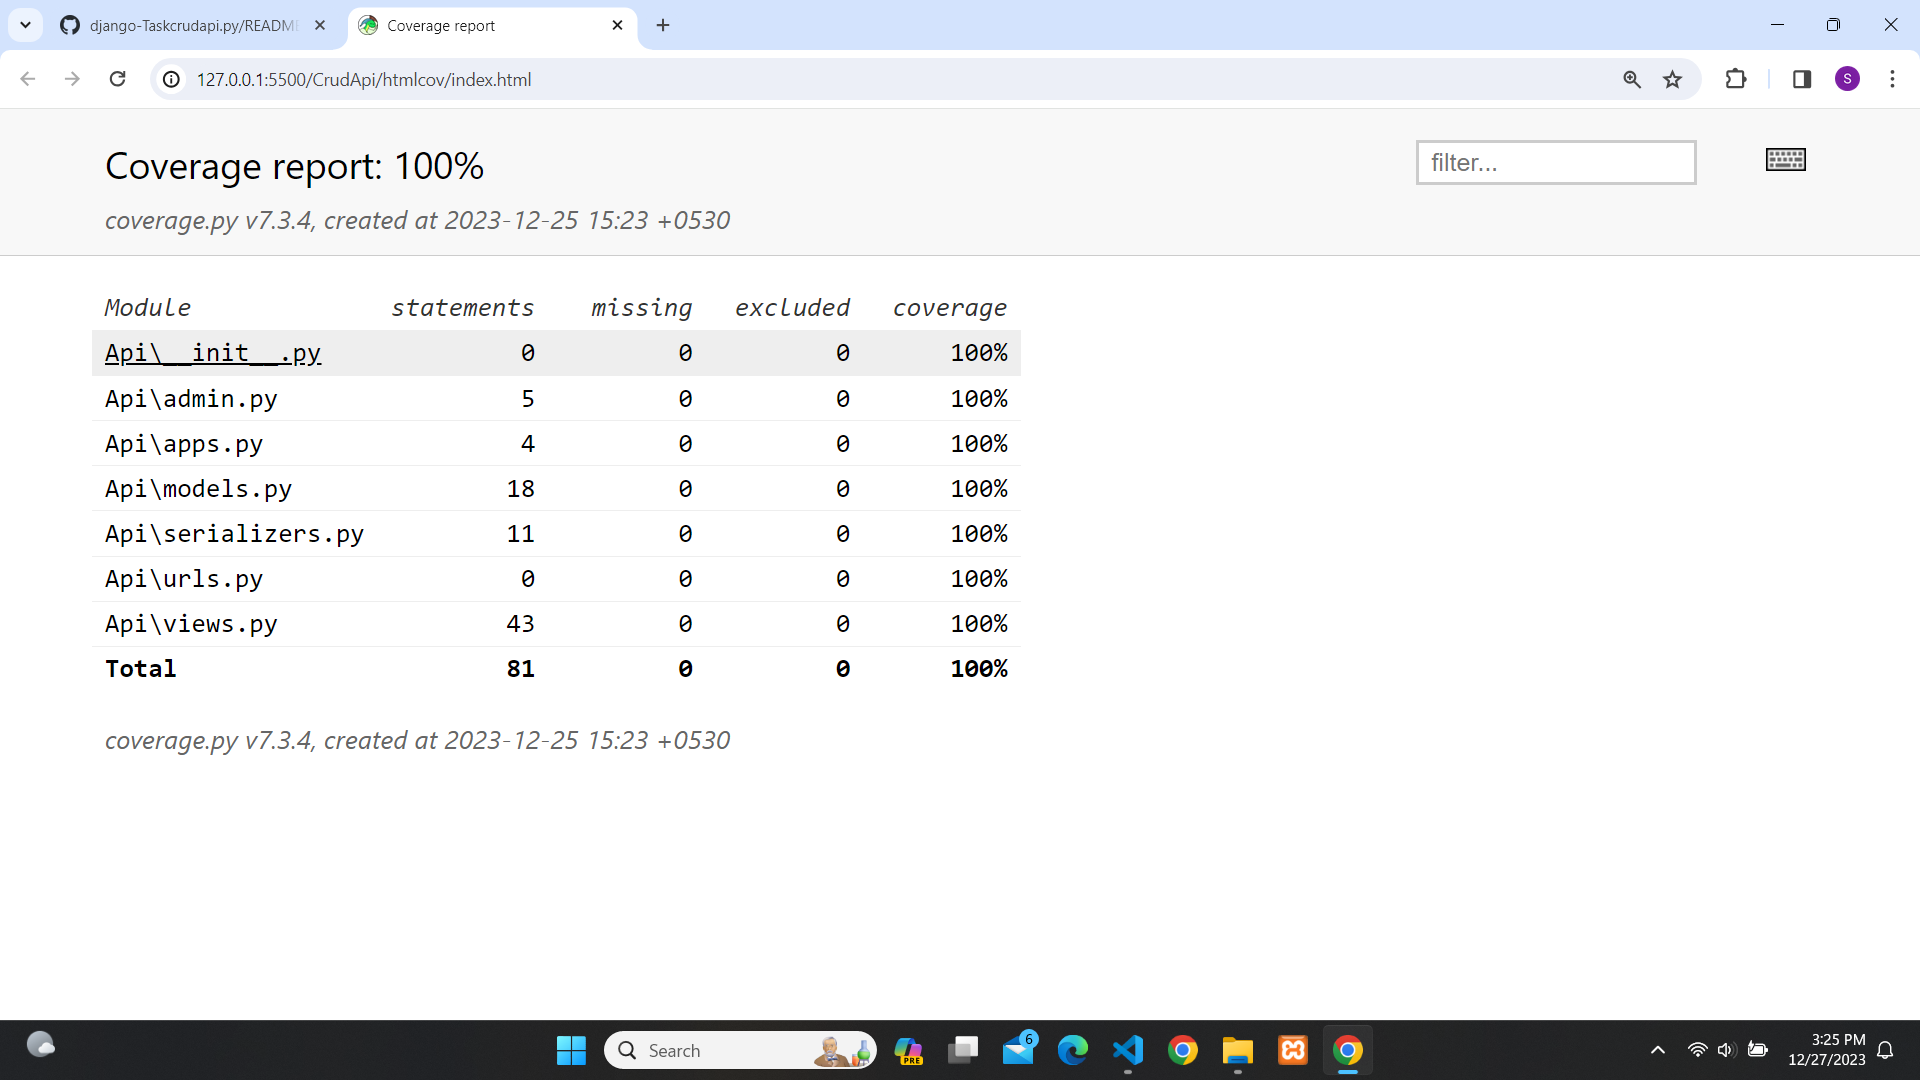 django-Taskcrudapi.py/READM
Coverage report
127.0.0.1:5500/CrudApi/htmlcov/index.html
S
Coverage report: 100%
filter...
coverage.py v7.3.4, created at 2023-12-25 15:23 +0530
Module statements missing excluded coverage
Api\__init__.py 0 0 0 100%
Api\admin.py 5 0 0 100%
Api\apps.py 4 0 0 100%
Api\models.py 18 0 0 100%
Api\serializers.py 11 0 0 100%
Api\urls.py 0 0 0 100%
Api\views.py 43 0 0 100%
Total 81 0 0 100%
coverage.py v7.3.4, created at 2023-12-25 15:23 +0530
Search
PRE
6
3:25 PM
12/27/2023